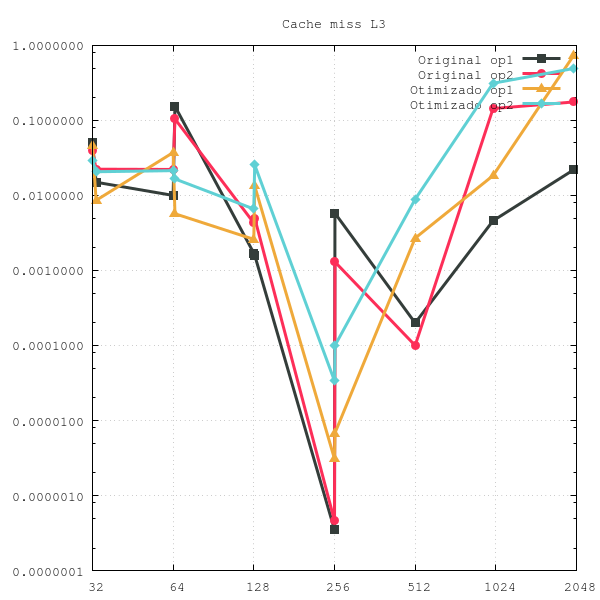 Cache miss L3
1.0000000
0.1000000
0.0100000
0.0010000
0.0001000
0.0000100
0.0000010
0.0000001
Original op1
Original op2
Otimizado op1
Otimizado op2
32 64 128 256 512 1024 2048